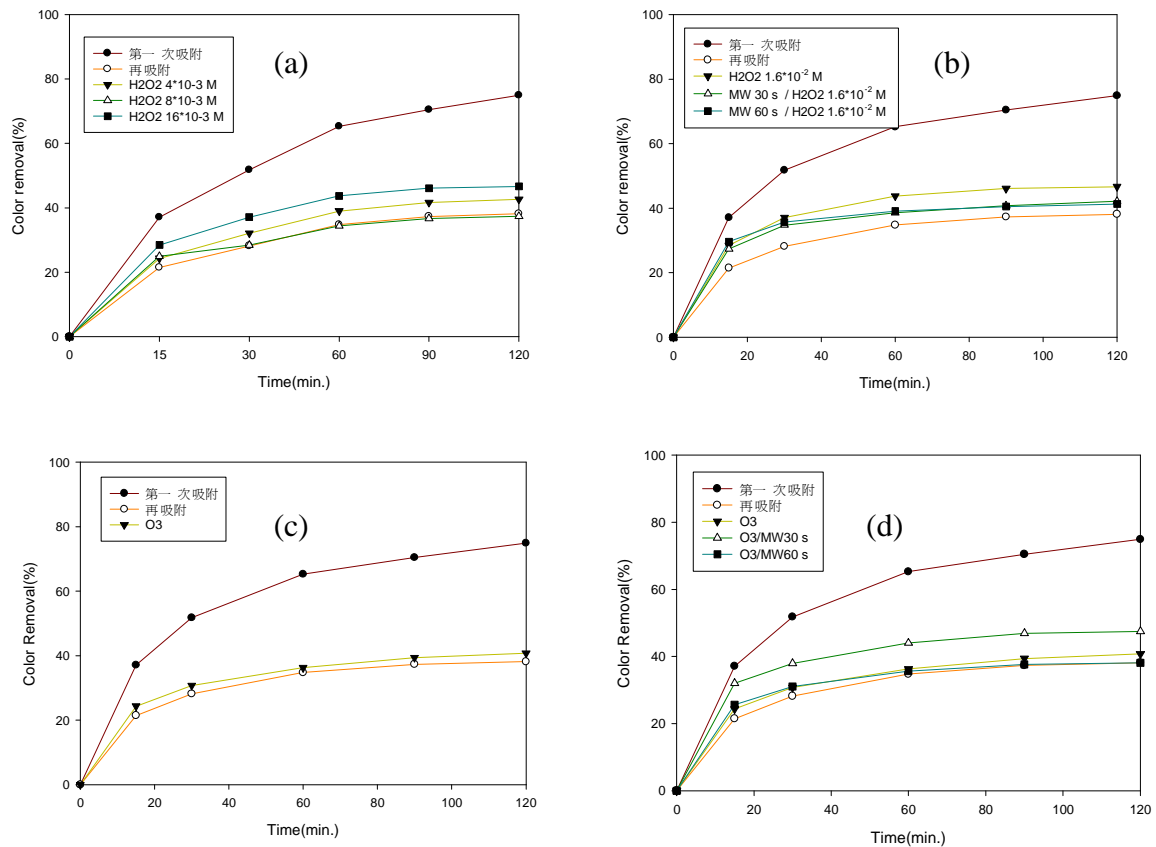 (a)
第一 次吸附
再吸附
H2O2 4*10-3 M
H2O2 8*10-3 M
H2O2 16*10-3 M
Color removal(%)
100
80
60
40
20
0
0 15 30 60 90 120
Time(min.)
(b)
第一 次吸附
再吸附
H2O2 1.6*10-2 M
MW 30 s / H2O2 1.6*10-2 M
MW 60 s / H2O2 1.6*10-2 M
Color removal(%)
100
80
60
40
20
0
0 20 40 60 80 100 120
Time(min.)
(c)
第一 次吸附
再吸附
O3
Color Removal(%)
100
80
60
40
20
0
0 20 40 60 80 100 120
Time(min.)
(d)
第一 次吸附
再吸附
O3
O3/MW30 s
O3/MW60 s
Color Removal(%)
100
80
60
40
20
0
0 20 40 60 80 100 120
Time(min.)